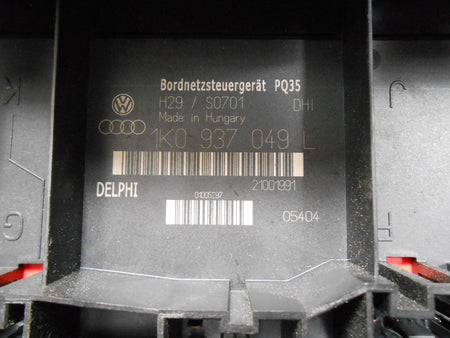 Bordnetzsteuergerät PQ35
H29 / S0701 DHI
Made in Hungary
1K0 937 049 L
21001991
DELPHI
05404
K
J
G
F